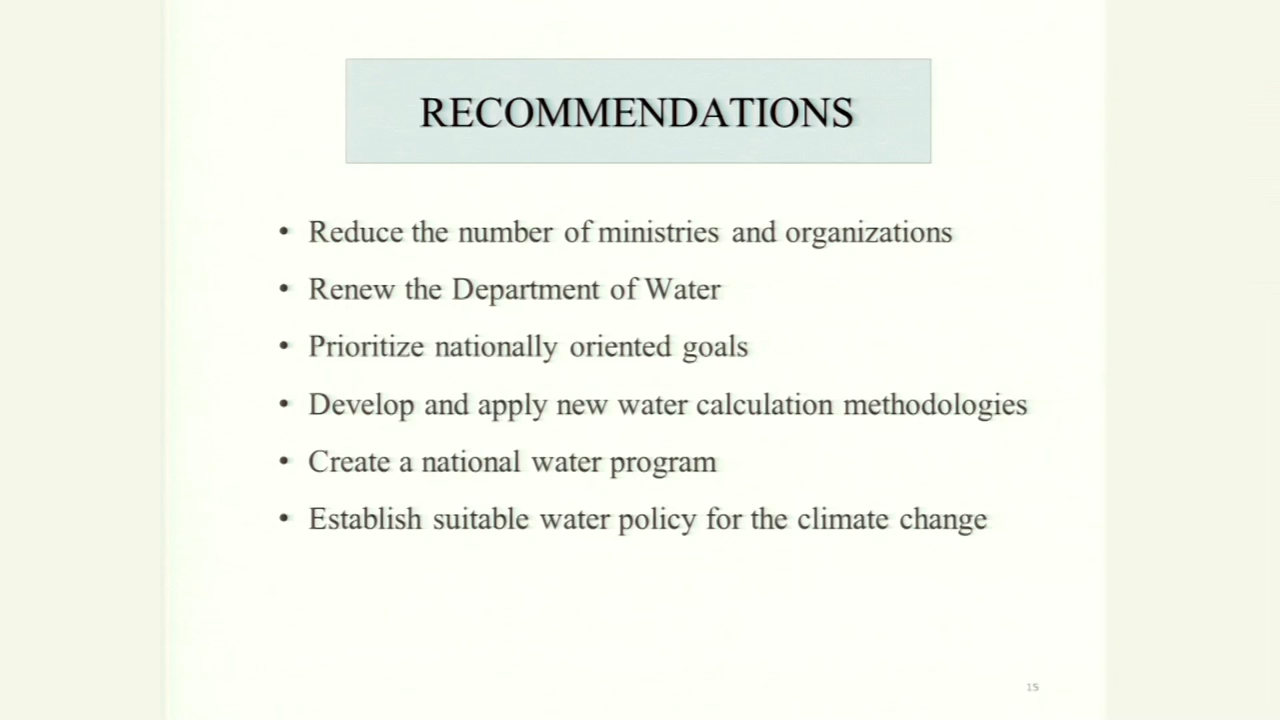 RECOMMENDATIONS
• Reduce the number of ministries and organizations
• Renew the Department of Water
• Prioritize nationally oriented goals
• Develop and apply new water calculation methodologies
• Create a national water program
• Establish suitable water policy for the climate change
15